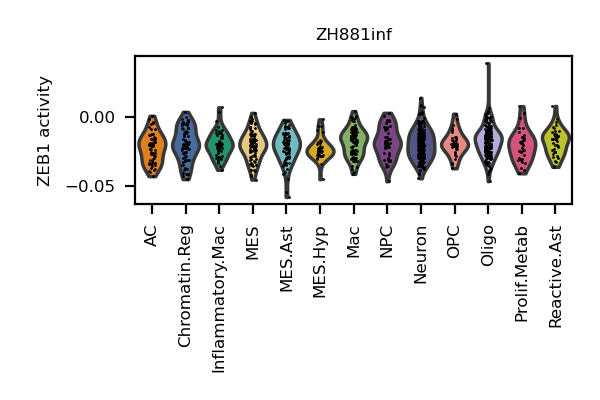 ZH881inf
ZEB1 activity
0.00
−0.05
AC
Chromatin.Reg
Inflammatory.Mac
MES
MES.Ast
MES.Hyp
Mac
NPC
Neuron
OPC
Oligo
Prolif.Metab
Reactive.Ast